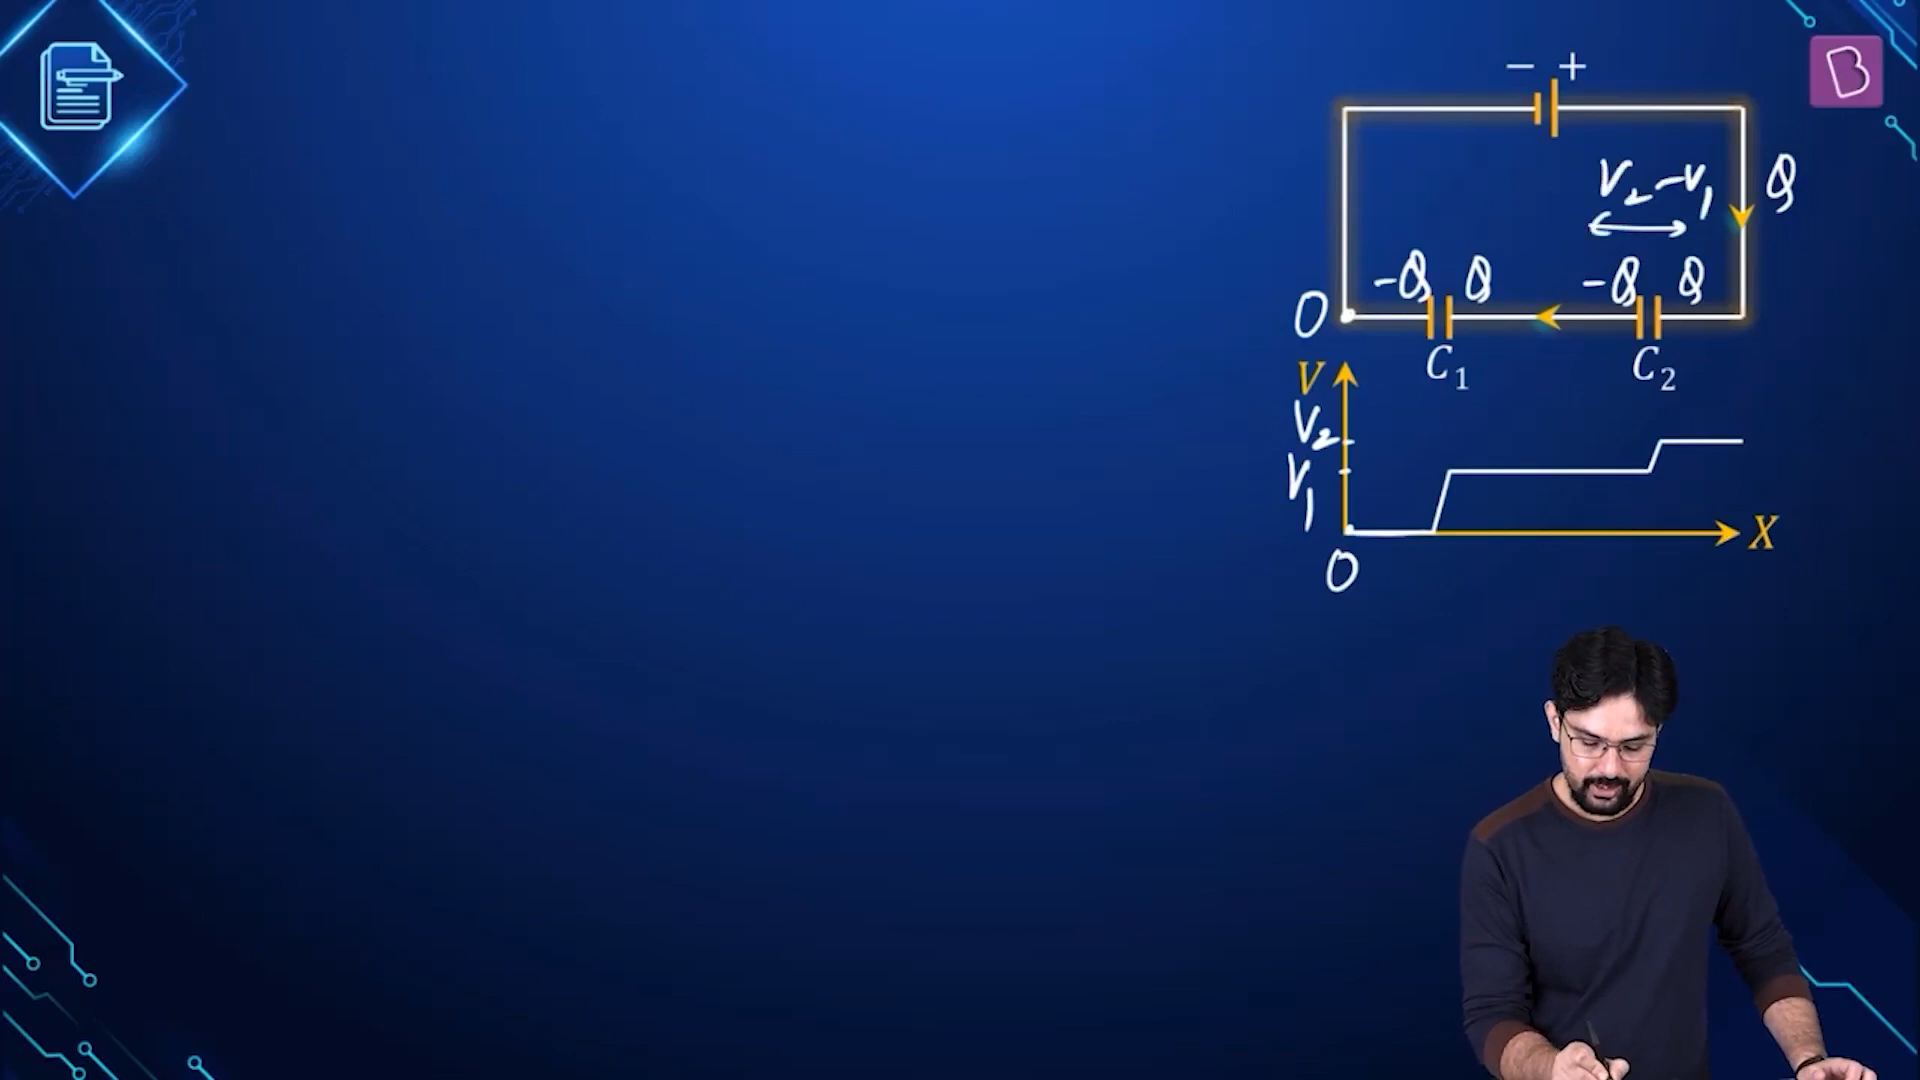 − +
V₂−V₁ Q
−Q Q −Q Q
O
C₁ C₂
V
V₂
V₁
X
O
B